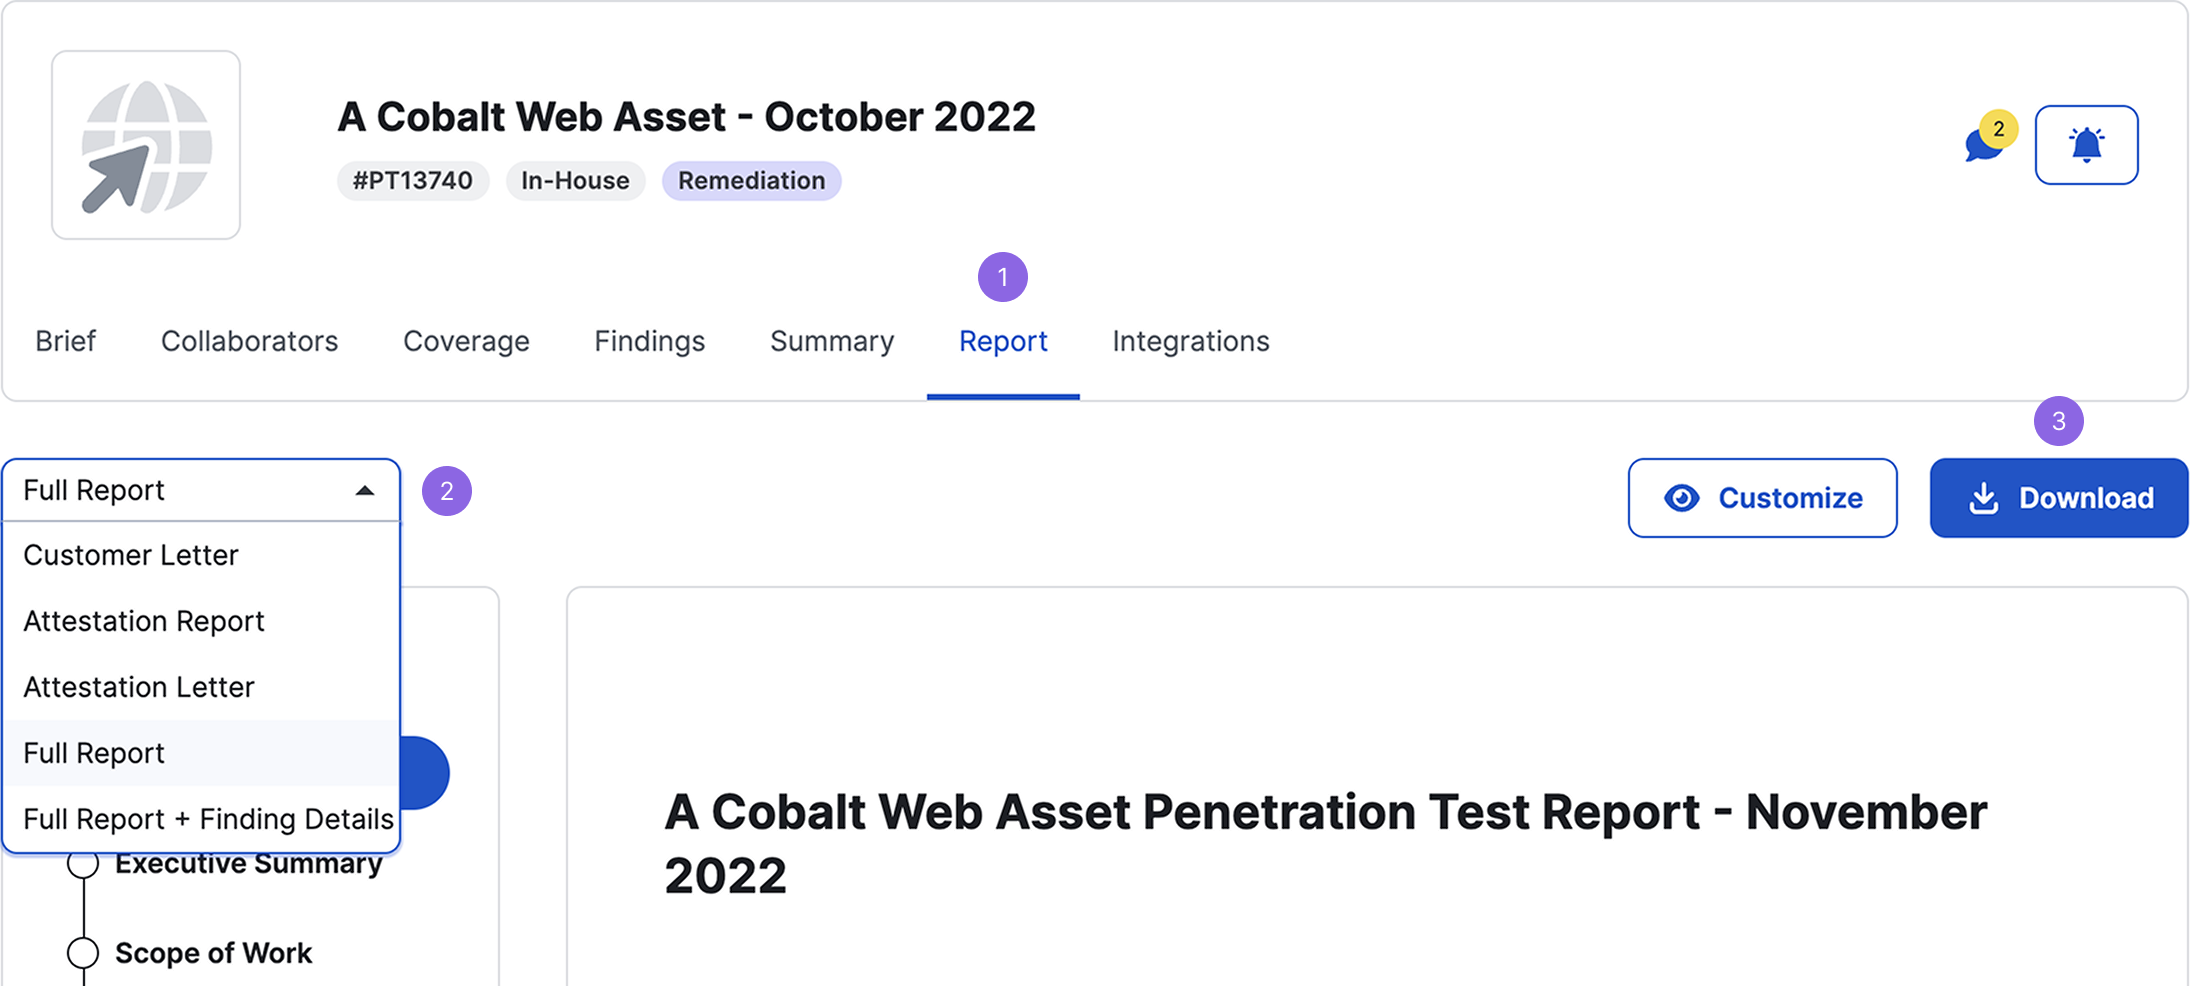 A Cobalt Web Asset - October 2022
2
#PT13740 In-House Remediation
1
Brief Collaborators Coverage Findings Summary Report Integrations
3
Full Report
2
Customize
Download
Customer Letter
Attestation Report
Attestation Letter
Full Report
Full Report + Finding Details
Executive Summary
Scope of Work
A Cobalt Web Asset Penetration Test Report - November
2022